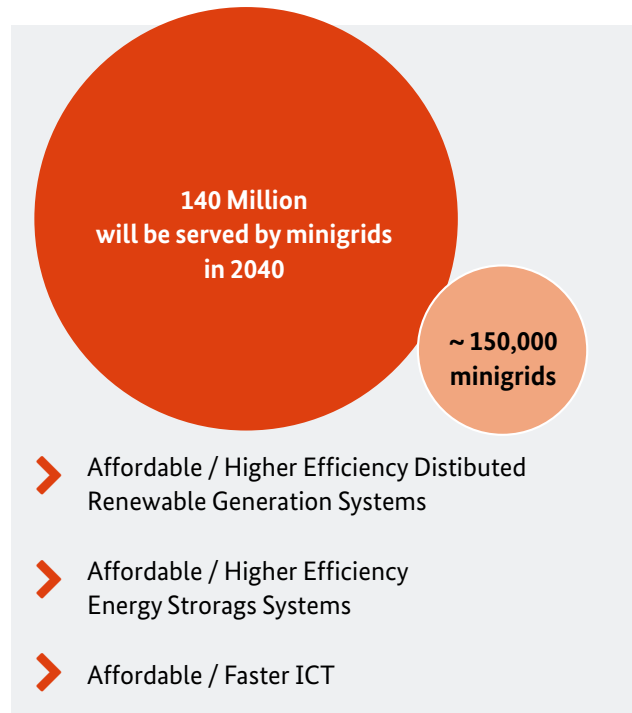 140 Million
will be served by minigrids
in 2040
~ 150,000
minigrids
Affordable / Higher Efficiency Distibuted
Renewable Generation Systems
Affordable / Higher Efficiency
Energy Strorags Systems
Affordable / Faster ICT